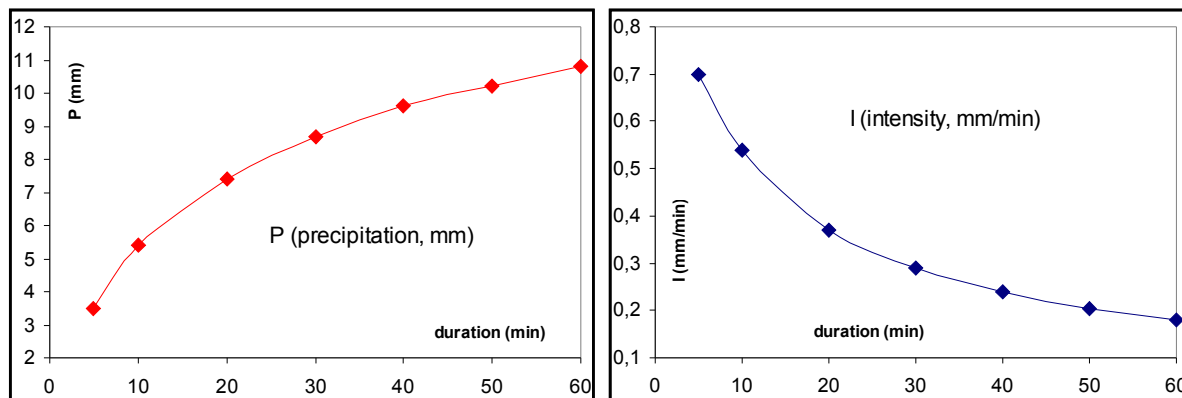 12
11
10
9
8
7
6
5
4
3
2
P (mm)
P (precipitation, mm)
duration (min)
0 10 20 30 40 50 60
0,8
0,7
0,6
0,5
0,4
0,3
0,2
0,1
I (mm/min)
I (intensity, mm/min)
duration (min)
0 10 20 30 40 50 60